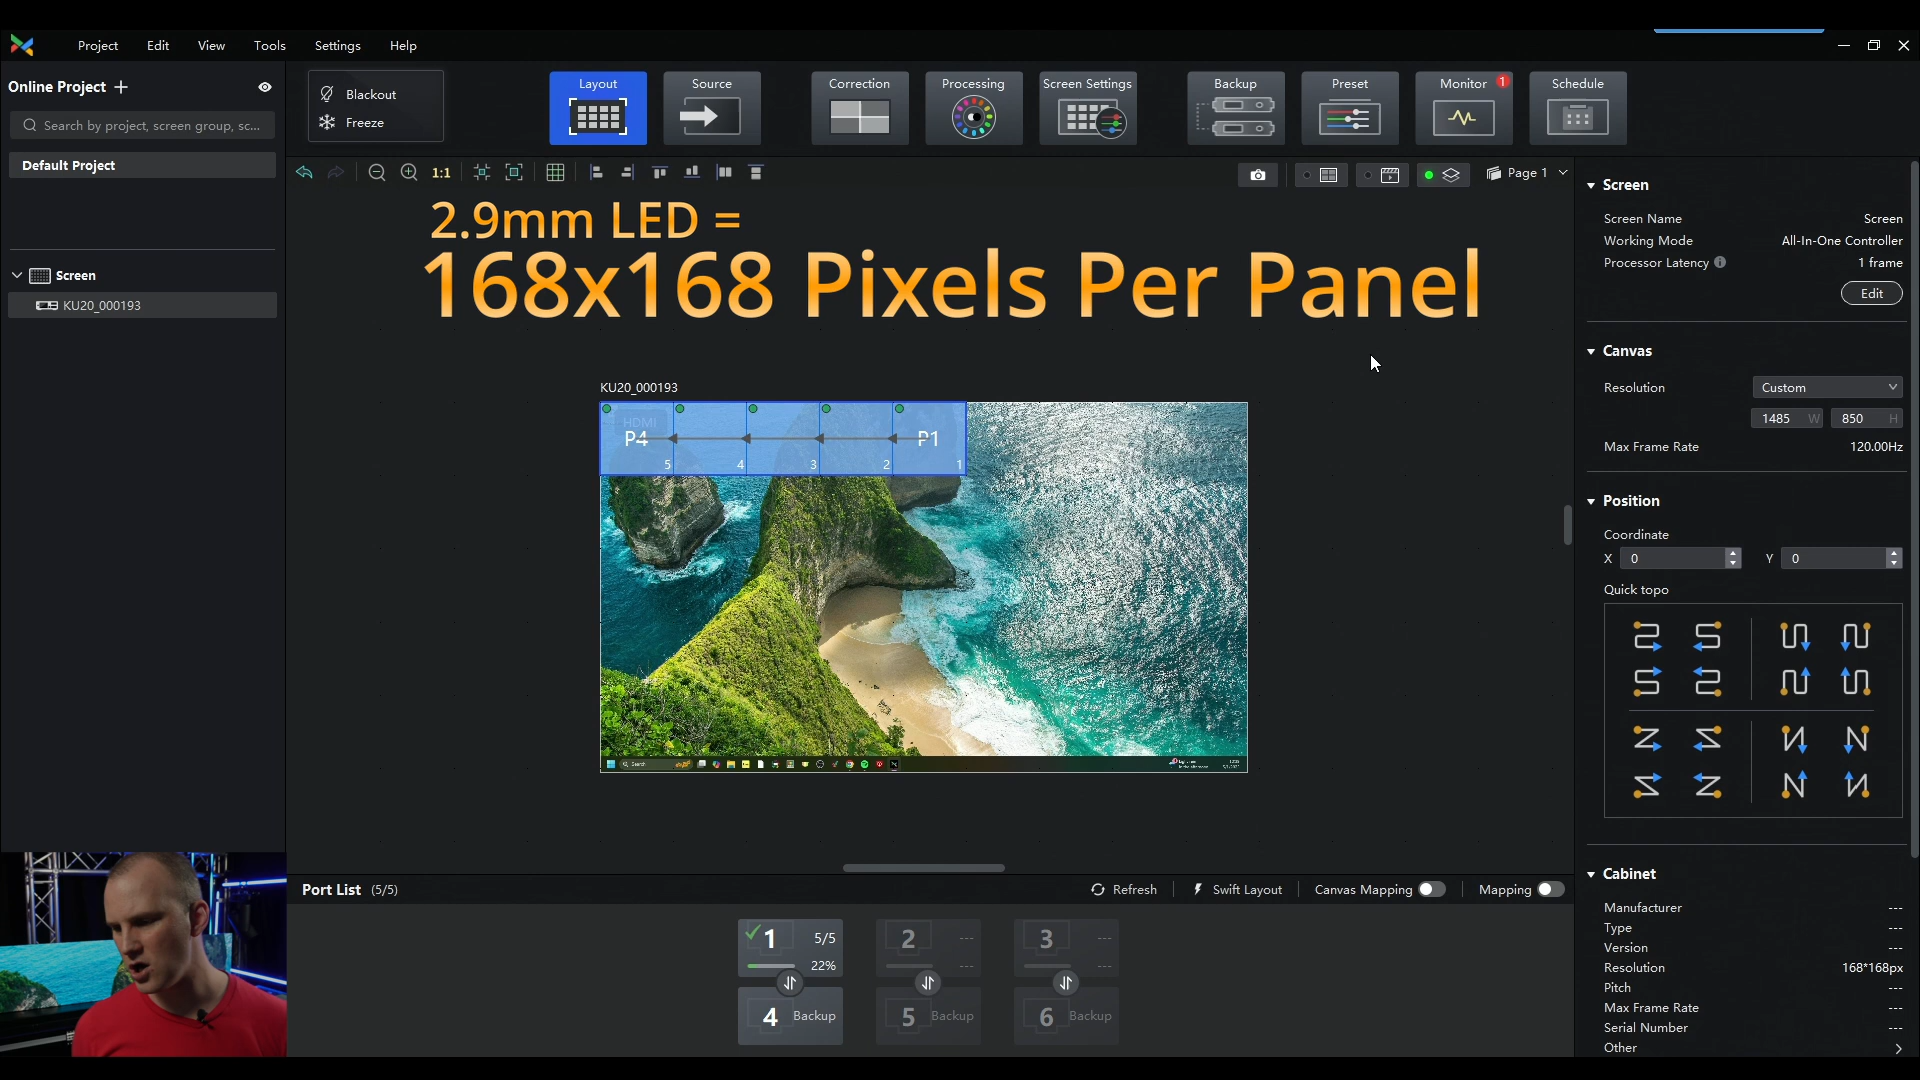 Project Edit View Tools Settings Help
Online Project
Search by project, screen group, sc...
Default Project
Screen
KU20_000193
Blackout
Freeze
Layout Source Correction Processing Screen Settings Backup Preset Monitor 1 Schedule
1:1
Page 1
2.9mm LED =
168x168 Pixels Per Panel
KU20_000193
HDMI
P4 P1
5 4 3 2 1
Search
Port List (5/5)
Refresh Swift Layout Canvas Mapping Mapping
1 5/5 2 --- 3 ---
22% --- ---
4 Backup 5 Backup 6 Backup
Screen
Screen Name Screen
Working Mode All-In-One Controller
Processor Latency 1 frame
Edit
Canvas
Resolution Custom
1485 W 850 H
Max Frame Rate 120.00Hz
Position
Coordinate
X 0 Y 0
Quick topo
Cabinet
Manufacturer ---
Type ---
Version ---
Resolution 168*168px
Pitch ---
Max Frame Rate ---
Serial Number ---
Other